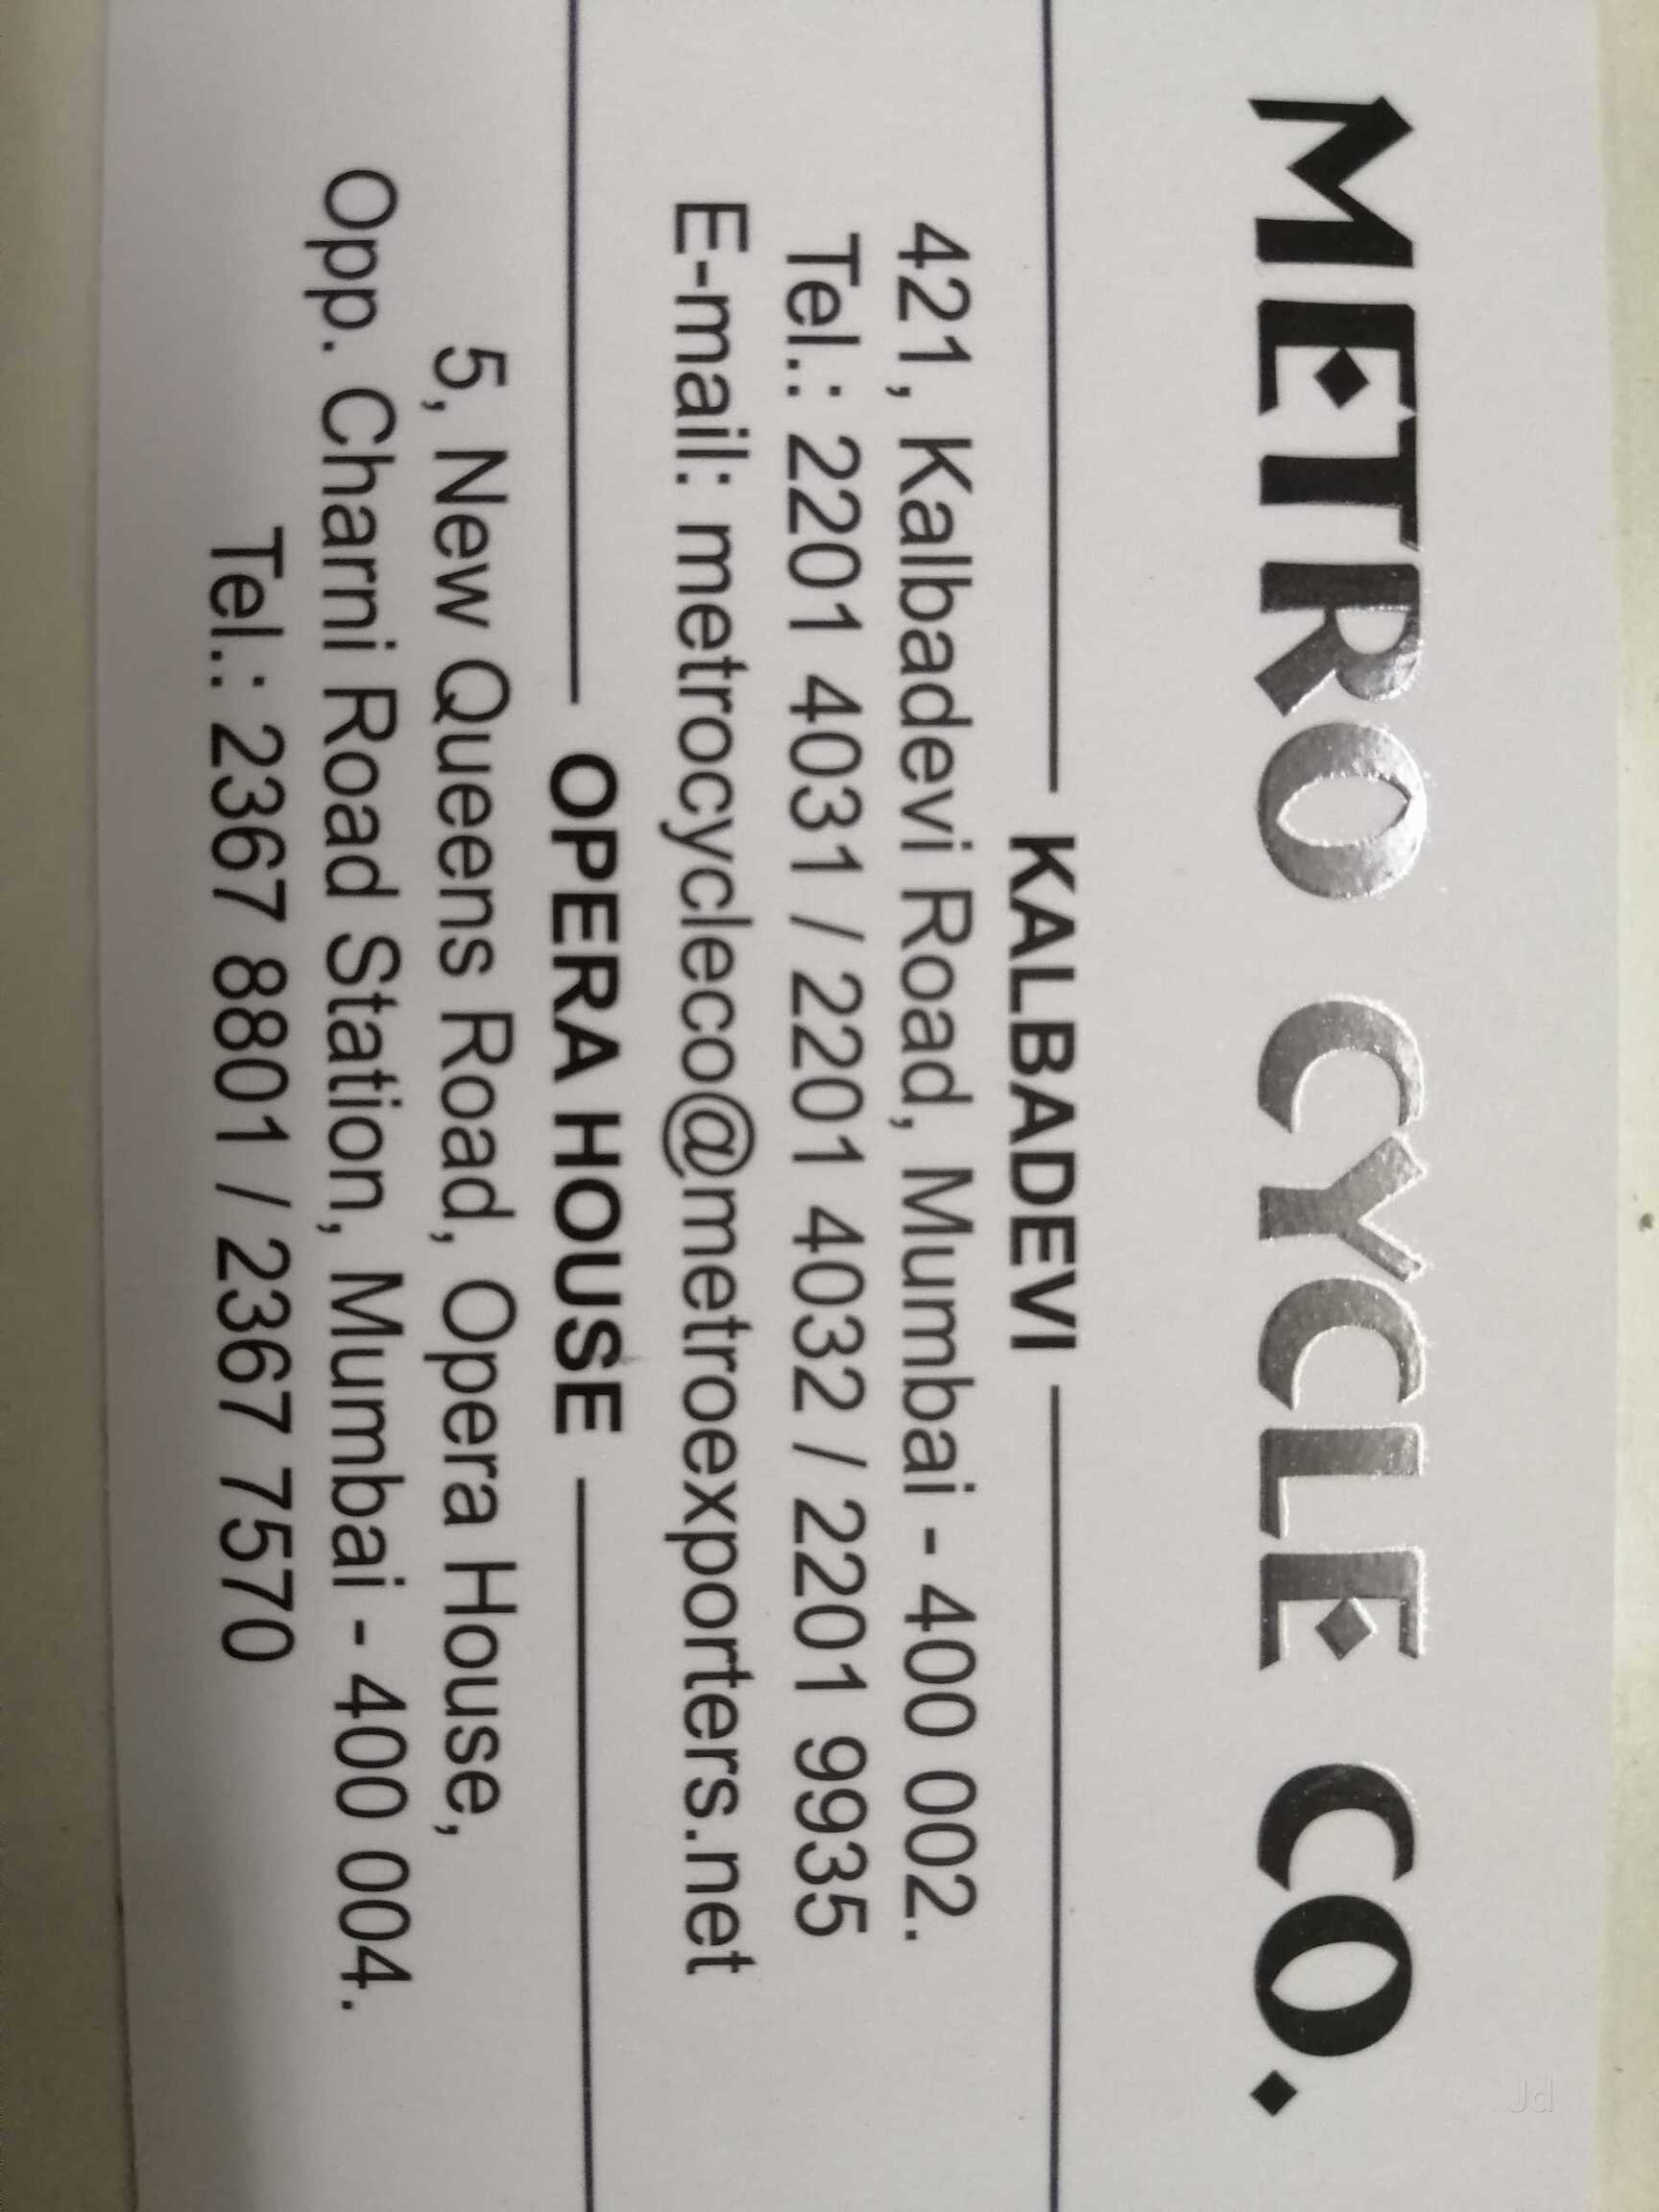 METRO CYCLE CO.
KALBADEVI
421, Kalbadevi Road, Mumbai - 400 002.
Tel.: 2201 4031 / 2201 4032 / 2201 9935
E-mail: metrocycleco@metroexporters.net
OPERA HOUSE
5, New Queens Road, Opera House,
Opp. Charni Road Station, Mumbai - 400 004.
Tel.: 2367 8801 / 2367 7570
Jd